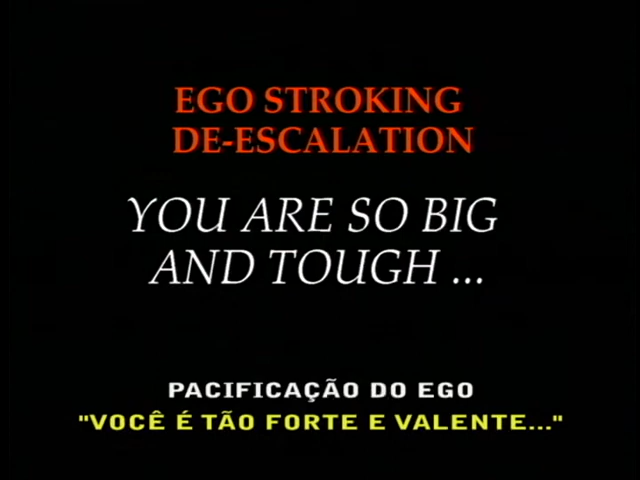 EGO STROKING
DE-ESCALATION
YOU ARE SO BIG
AND TOUGH ...
PACIFICAÇÃO DO EGO
"VOCÊ É TÃO FORTE E VALENTE..."